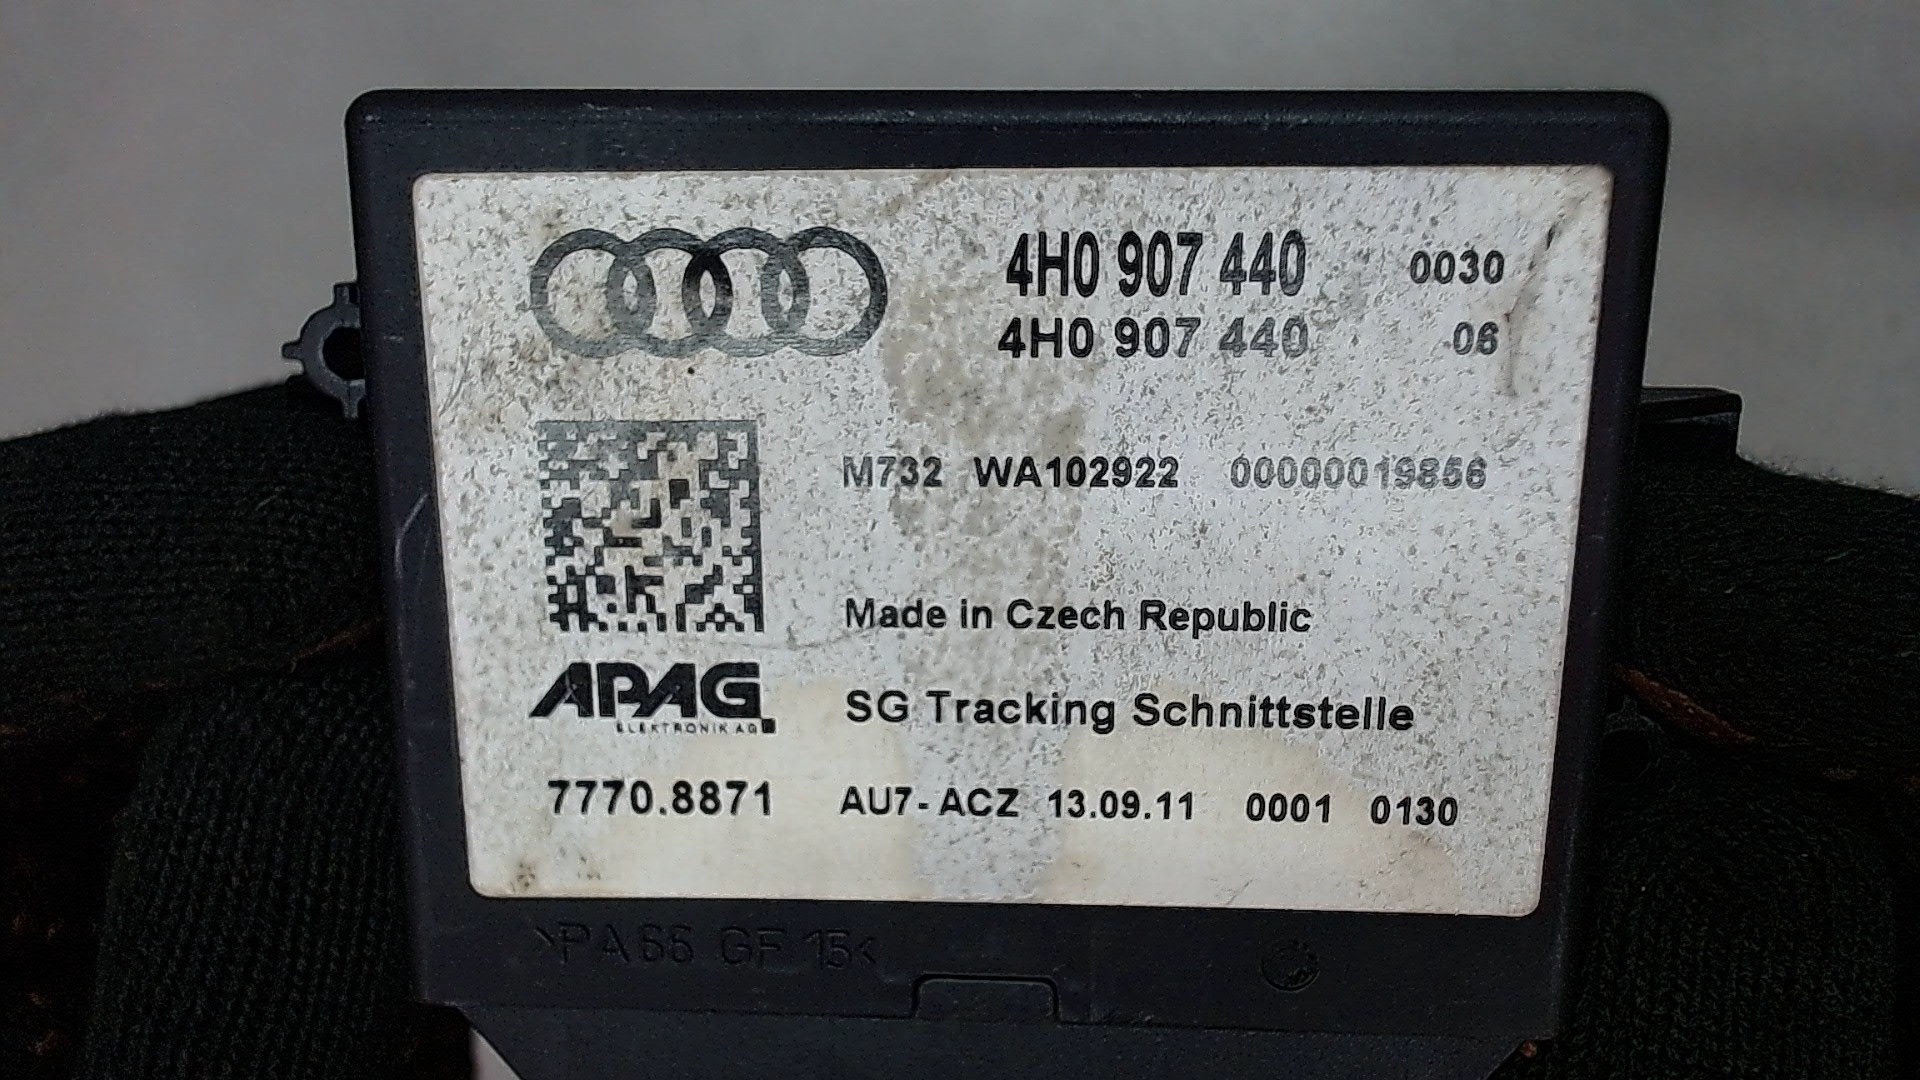 4H0 907 440 0030
4H0 907 440 06
M732 WA102922 00000019856
Made in Czech Republic
APAG
ELEKTRONIK AG
SG Tracking Schnittstelle
7770.8871 AU7-ACZ 13.09.11 0001 0130
>PA66 GF 15<